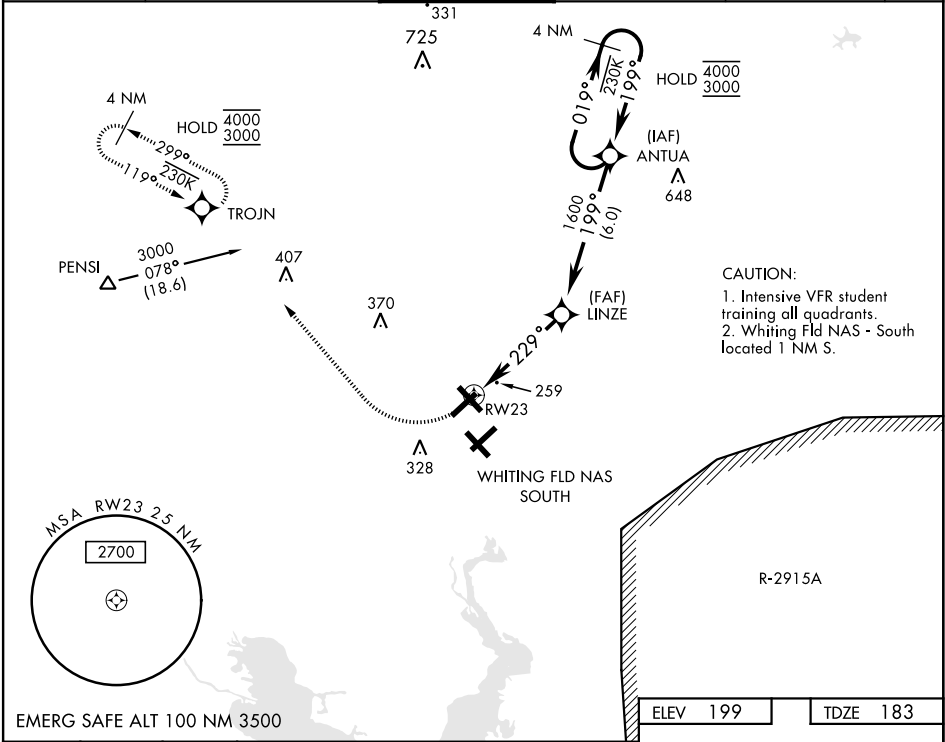 331
725
4 NM
230K
019°
199°
HOLD 4000
3000
(IAF)
ANTUA
648
4 NM
HOLD 4000
3000
299°
230K
119°
TROJN
1600
199°
(6.0)
PENSI
3000
078°
(18.6)
407
370
(FAF)
LINZE
229°
259
RW23
328
WHITING FLD NAS
SOUTH
CAUTION:
1. Intensive VFR student
training all quadrants.
2. Whiting Fld NAS - South
located 1 NM S.
MSA RW23 25 NM
2700
R-2915A
EMERG SAFE ALT 100 NM 3500
ELEV 199
TDZE 183